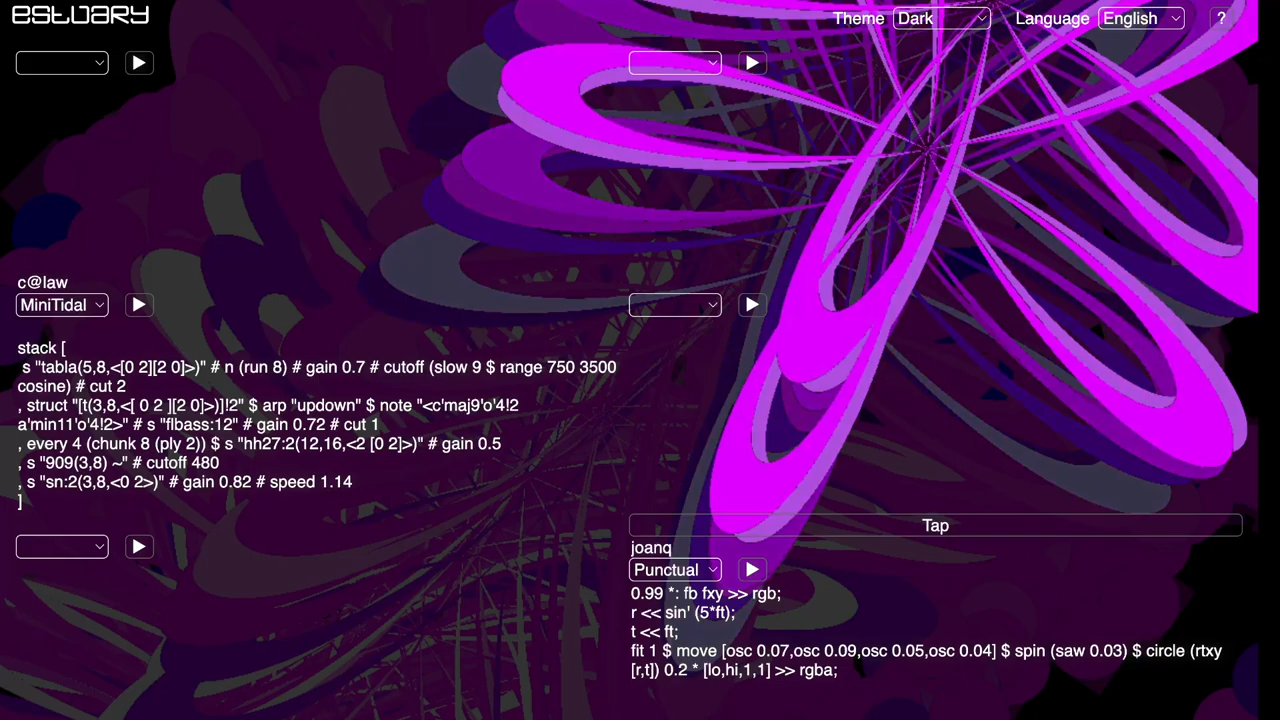 estuary
Theme Dark Language English ?
c@law
MiniTidal
stack [
s "tabla(5,8,<[0 2][2 0]>)" # n (run 8) # gain 0.7 # cutoff (slow 9 $ range 750 3500
cosine) # cut 2
, struct "[t(3,8,<[ 0 2 ][2 0]>)]!2" $ arp "updown" $ note "<c'maj9'o'4!2
a'min11'o'4!2>" # s "flbass:12" # gain 0.72 # cut 1
, every 4 (chunk 8 (ply 2)) $ s "hh27:2(12,16,<2 [0 2]>)" # gain 0.5
, s "909(3,8) ~" # cutoff 480
, s "sn:2(3,8,<0 2>)" # gain 0.82 # speed 1.14
]
Tap
joanq
Punctual
0.99 *: fb fxy >> rgb;
r << sin' (5*ft);
t << ft;
fit 1 $ move [osc 0.07,osc 0.09,osc 0.05,osc 0.04] $ spin (saw 0.03) $ circle (rtxy
[r,t]) 0.2 * [lo,hi,1,1] >> rgba;